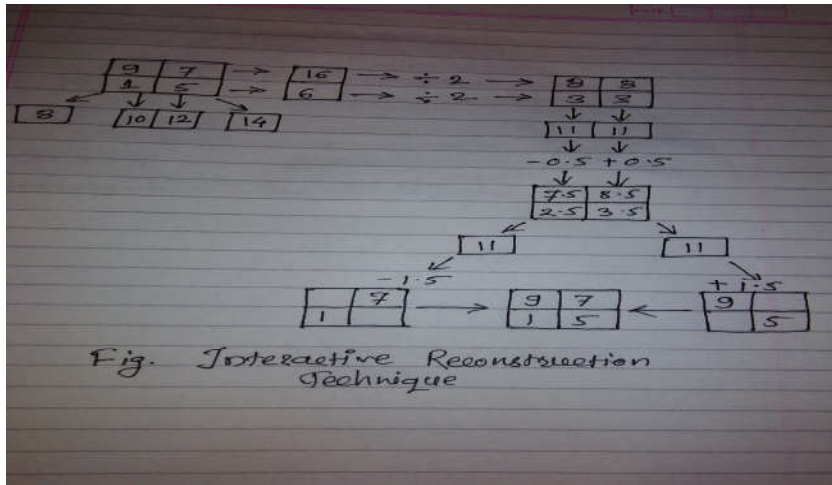 9 7 → 16 → ÷ 2 → 8 8
1 5 → 6 → ÷ 2 → 3 3
8 10 12 14
11 11
-0.5 +0.5
7.5 8.5
2.5 3.5
11 11
-1.5 +1.5
7 → 9 7 ← 9
1 1 5 5
Fig. Interactive Reconstruction
Technique